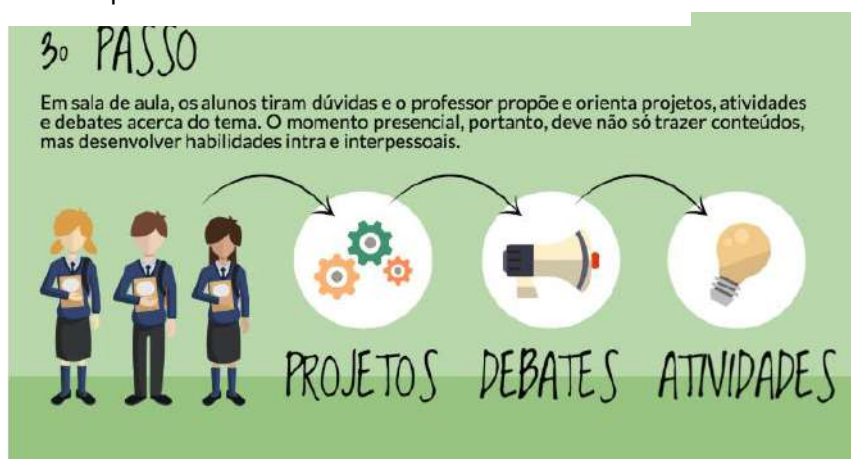 3º PASSO
Em sala de aula, os alunos tiram dúvidas e o professor propõe e orienta projetos, atividades
e debates acerca do tema. O momento presencial, portanto, deve não só trazer conteúdos,
mas desenvolver habilidades intra e interpessoais.
PROJETOS DEBATES ATIVIDADES